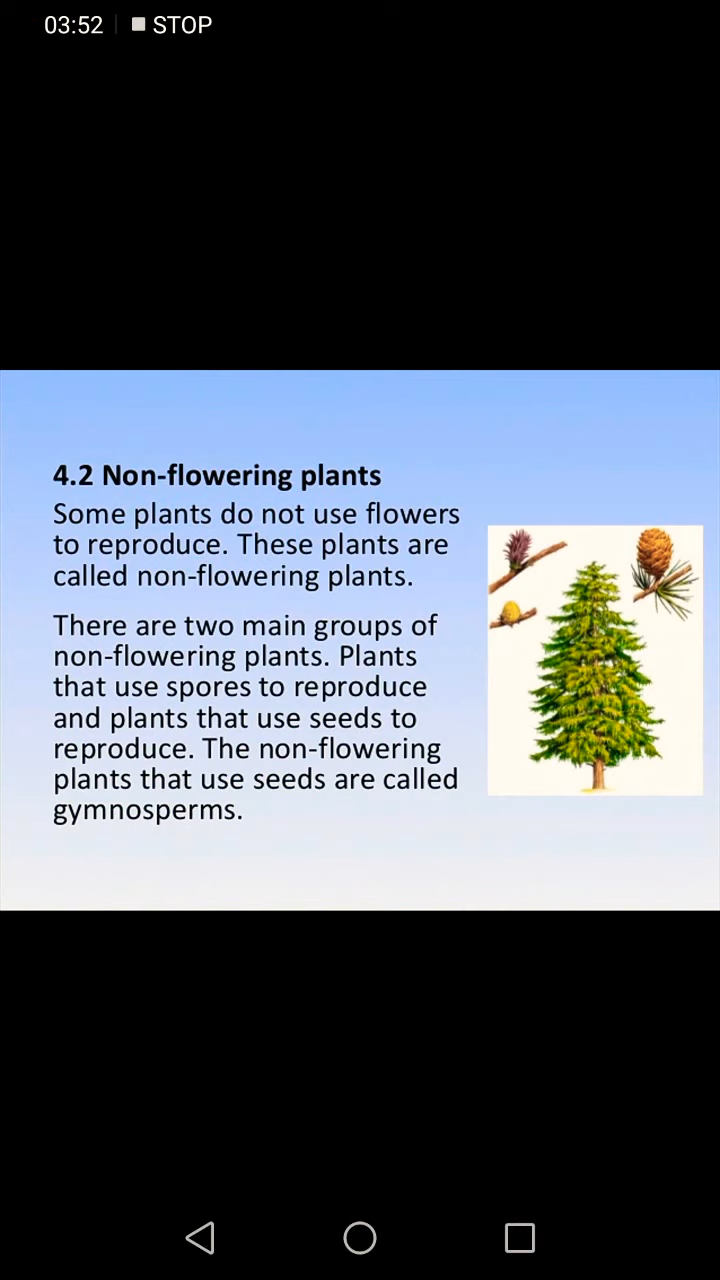 03:52 STOP
4.2 Non-flowering plants
Some plants do not use flowers
to reproduce. These plants are
called non-flowering plants.
There are two main groups of
non-flowering plants. Plants
that use spores to reproduce
and plants that use seeds to
reproduce. The non-flowering
plants that use seeds are called
gymnosperms.